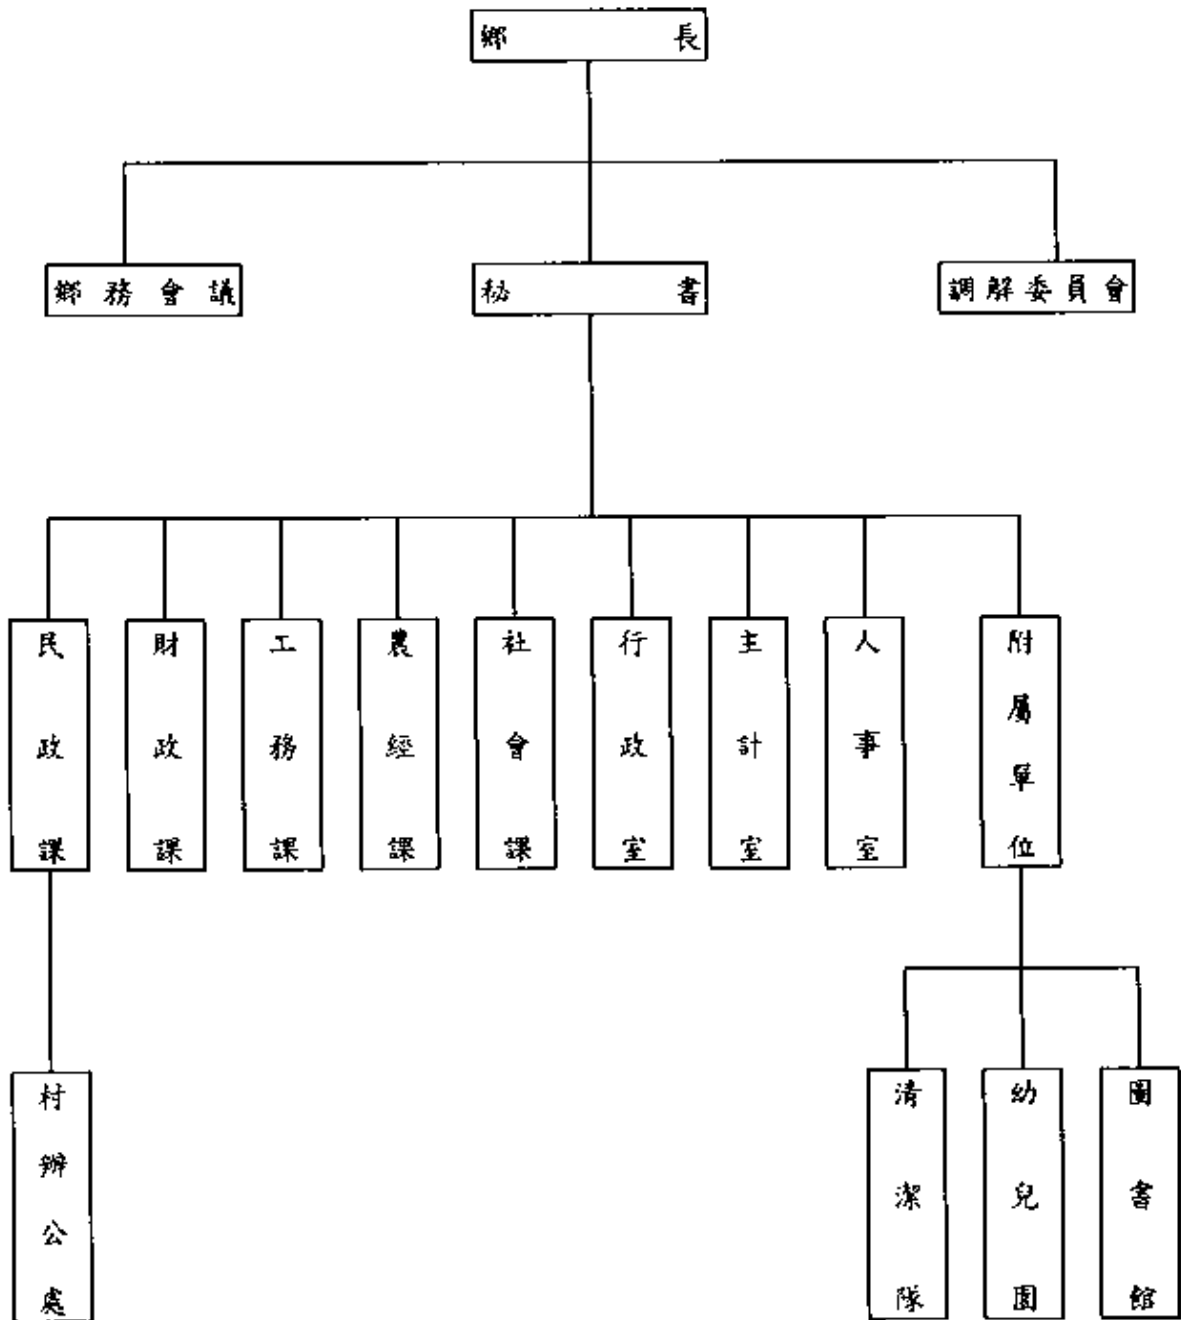 鄉長
鄉務會議
秘書
調解委員會
民政課
財政課
工務課
農經課
社會課
行政室
主計室
人事室
附屬單位
村辦公處
清潔隊
幼兒園
圖書館